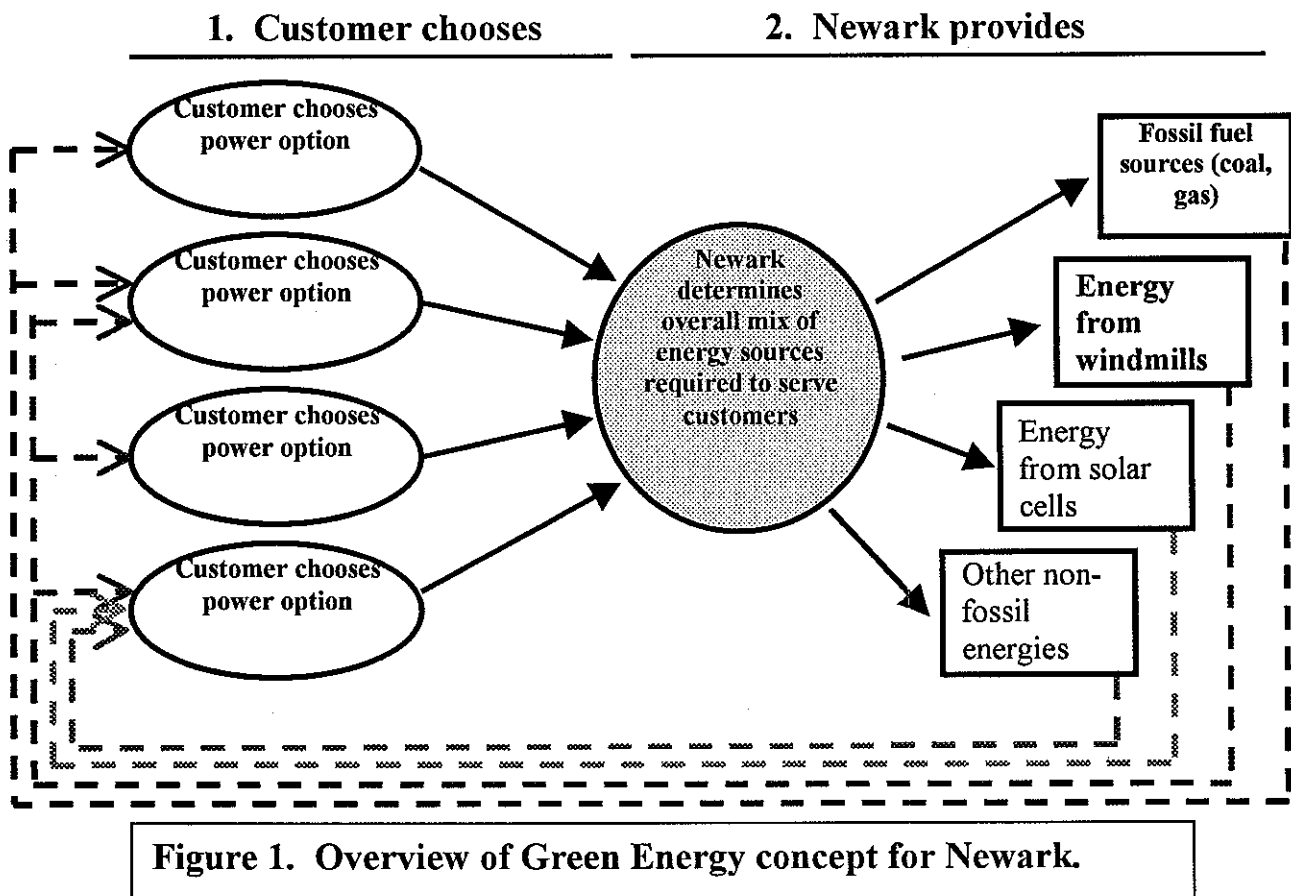 1. Customer chooses
2. Newark provides
Customer chooses
power option
Customer chooses
power option
Customer chooses
power option
Customer chooses
power option
Newark
determines
overall mix of
energy sources
required to serve
customers
Fossil fuel
sources (coal,
gas)
Energy
from
windmills
Energy
from solar
cells
Other non-
fossil
energies
Figure 1. Overview of Green Energy concept for Newark.